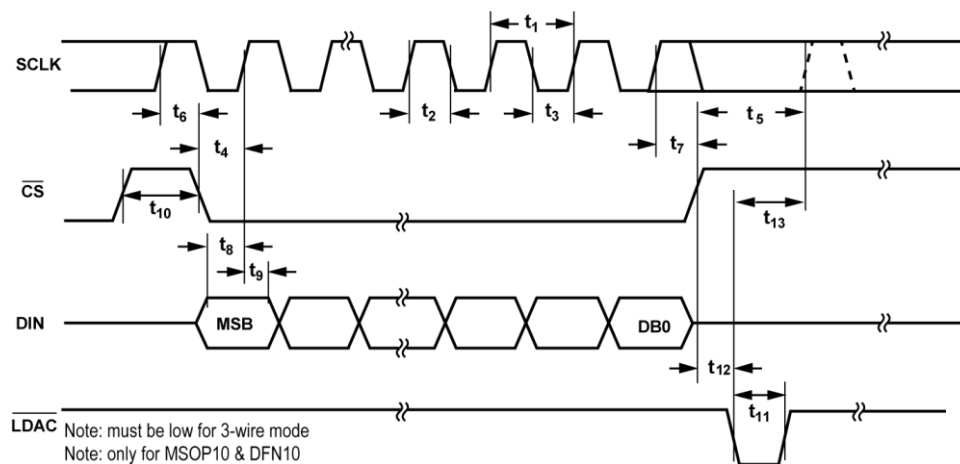 t1
SCLK
t6
t2
t3
t5
t4
t7
CS
t10
t13
t8
t9
DIN
MSB
DB0
t12
t11
LDAC
Note: must be low for 3-wire mode
Note: only for MSOP10 & DFN10